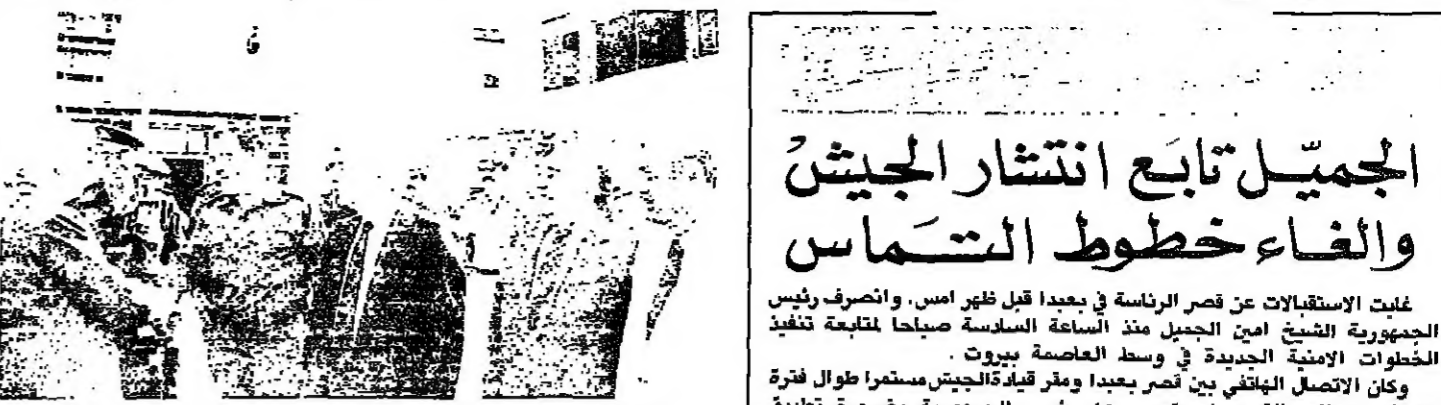 الجميّل تابَع انتشار الجيش
والغاء خطوط التماس
غابت الاستقبالات عن قصر الرئاسة في بعبدا قبل ظهر امس، وانصرف رئيس
الجمهورية الشيخ امين الجميل منذ الساعة السادسة صباحا لمتابعة تنفيذ
الخطوات الامنية الجديدة في وسط العاصمة بيروت .
وكان الاتصال الهاتفي بين قصر بعبدا ومقر قيادة الجيش مستمرا طوال فترة